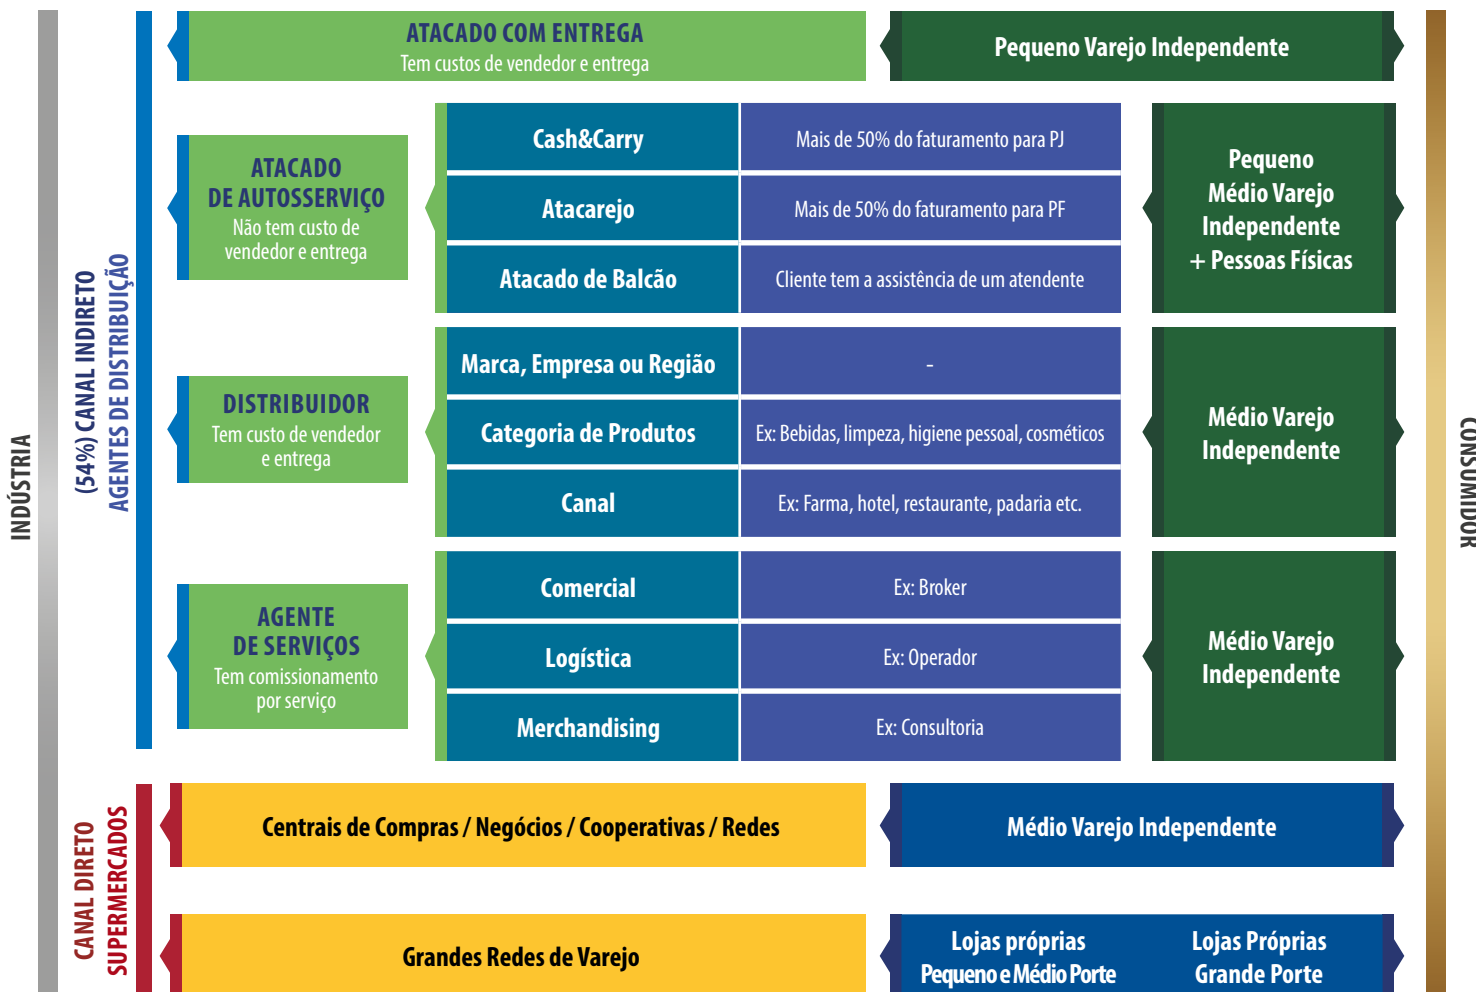 INDÚSTRIA
(54%) CANAL INDIRETO
AGENTES DE DISTRIBUIÇÃO
ATACADO COM ENTREGA
Tem custos de vendedor e entrega
Pequeno Varejo Independente
ATACADO
DE AUTOSSERVIÇO
Não tem custo de
vendedor e entrega
Cash&Carry
Mais de 50% do faturamento para PJ
Atacarejo
Mais de 50% do faturamento para PF
Atacado de Balcão
Cliente tem a assistência de um atendente
Pequeno
Médio Varejo
Independente
+ Pessoas Físicas
DISTRIBUIDOR
Tem custo de vendedor
e entrega
Marca, Empresa ou Região
-
Categoria de Produtos
Ex: Bebidas, limpeza, higiene pessoal, cosméticos
Canal
Ex: Farma, hotel, restaurante, padaria etc.
Médio Varejo
Independente
AGENTE
DE SERVIÇOS
Tem comissionamento
por serviço
Comercial
Ex: Broker
Logística
Ex: Operador
Merchandising
Ex: Consultoria
Médio Varejo
Independente
CANAL DIRETO
SUPERMERCADOS
Centrais de Compras / Negócios / Cooperativas / Redes
Médio Varejo Independente
Grandes Redes de Varejo
Lojas próprias
Pequeno e Médio Porte
Lojas Próprias
Grande Porte
CONSUMIDOR